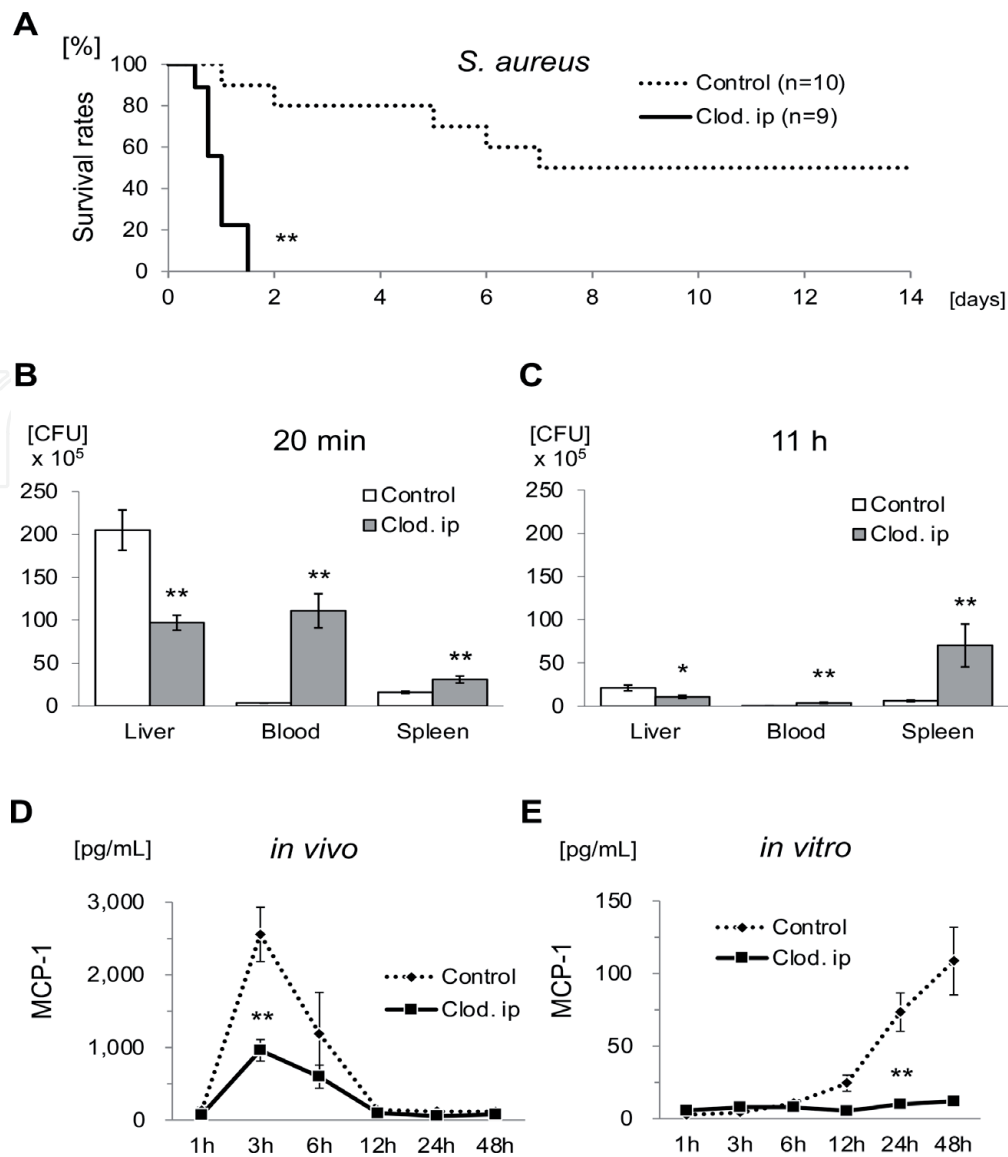 A
[%]
S. aureus
Control (n=10)
Clod. ip (n=9)
Survival rates
100
80
60
40
20
0
**
0 2 4 6 8 10 12 14 [days]
B
[CFU]
x 10⁵
20 min
Control
Clod. ip
250
200
150
100
50
0
**
**
**
Liver Blood Spleen
C
[CFU]
x 10⁵
11 h
Control
Clod. ip
250
200
150
100
50
0
*
**
**
Liver Blood Spleen
D
[pg/mL]
in vivo
MCP-1
3,000
2,000
1,000
0
Control
Clod. ip
**
1h 3h 6h 12h 24h 48h
E
[pg/mL]
in vitro
MCP-1
150
100
50
0
Control
Clod. ip
**
1h 3h 6h 12h 24h 48h